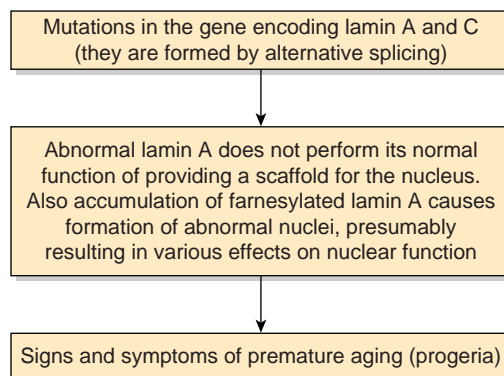 Mutations in the gene encoding lamin A and C
(they are formed by alternative splicing)
Abnormal lamin A does not perform its normal
function of providing a scaffold for the nucleus.
Also accumulation of farnesylated lamin A causes
formation of abnormal nuclei, presumably
resulting in various effects on nuclear function
Signs and symptoms of premature aging (progeria)